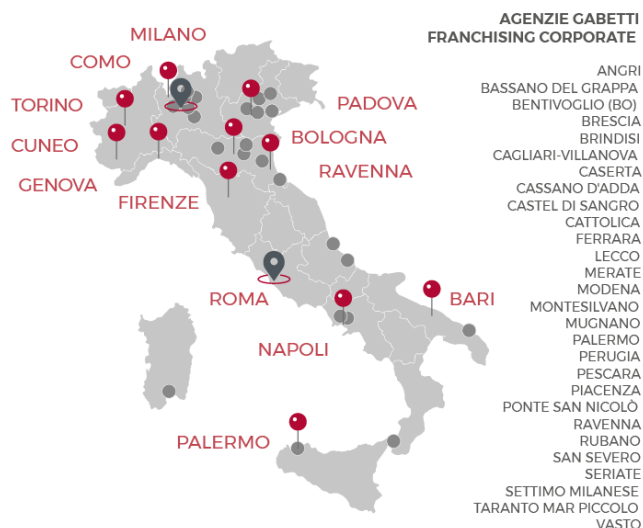 MILANO
COMO
TORINO
CUNEO
GENOVA
FIRENZE
PADOVA
BOLOGNA
RAVENNA
ROMA
BARI
NAPOLI
PALERMO
AGENZIE GABETTI
FRANCHISING CORPORATE
ANGRI
BASSANO DEL GRAPPA
BENTIVOGLIO (BO)
BRESCIA
BRINDISI
CAGLIARI-VILLANOVA
CASERTA
CASSANO D'ADDA
CASTEL DI SANGRO
CATTOLICA
FERRARA
LECCO
MERATE
MODENA
MONTESILVANO
MUGNANO
PALERMO
PERUGIA
PESCARA
PIACENZA
PONTE SAN NICOLÒ
RAVENNA
RUBANO
SAN SEVERO
SERIATE
SETTIMO MILANESE
TARANTO MAR PICCOLO
VASTO